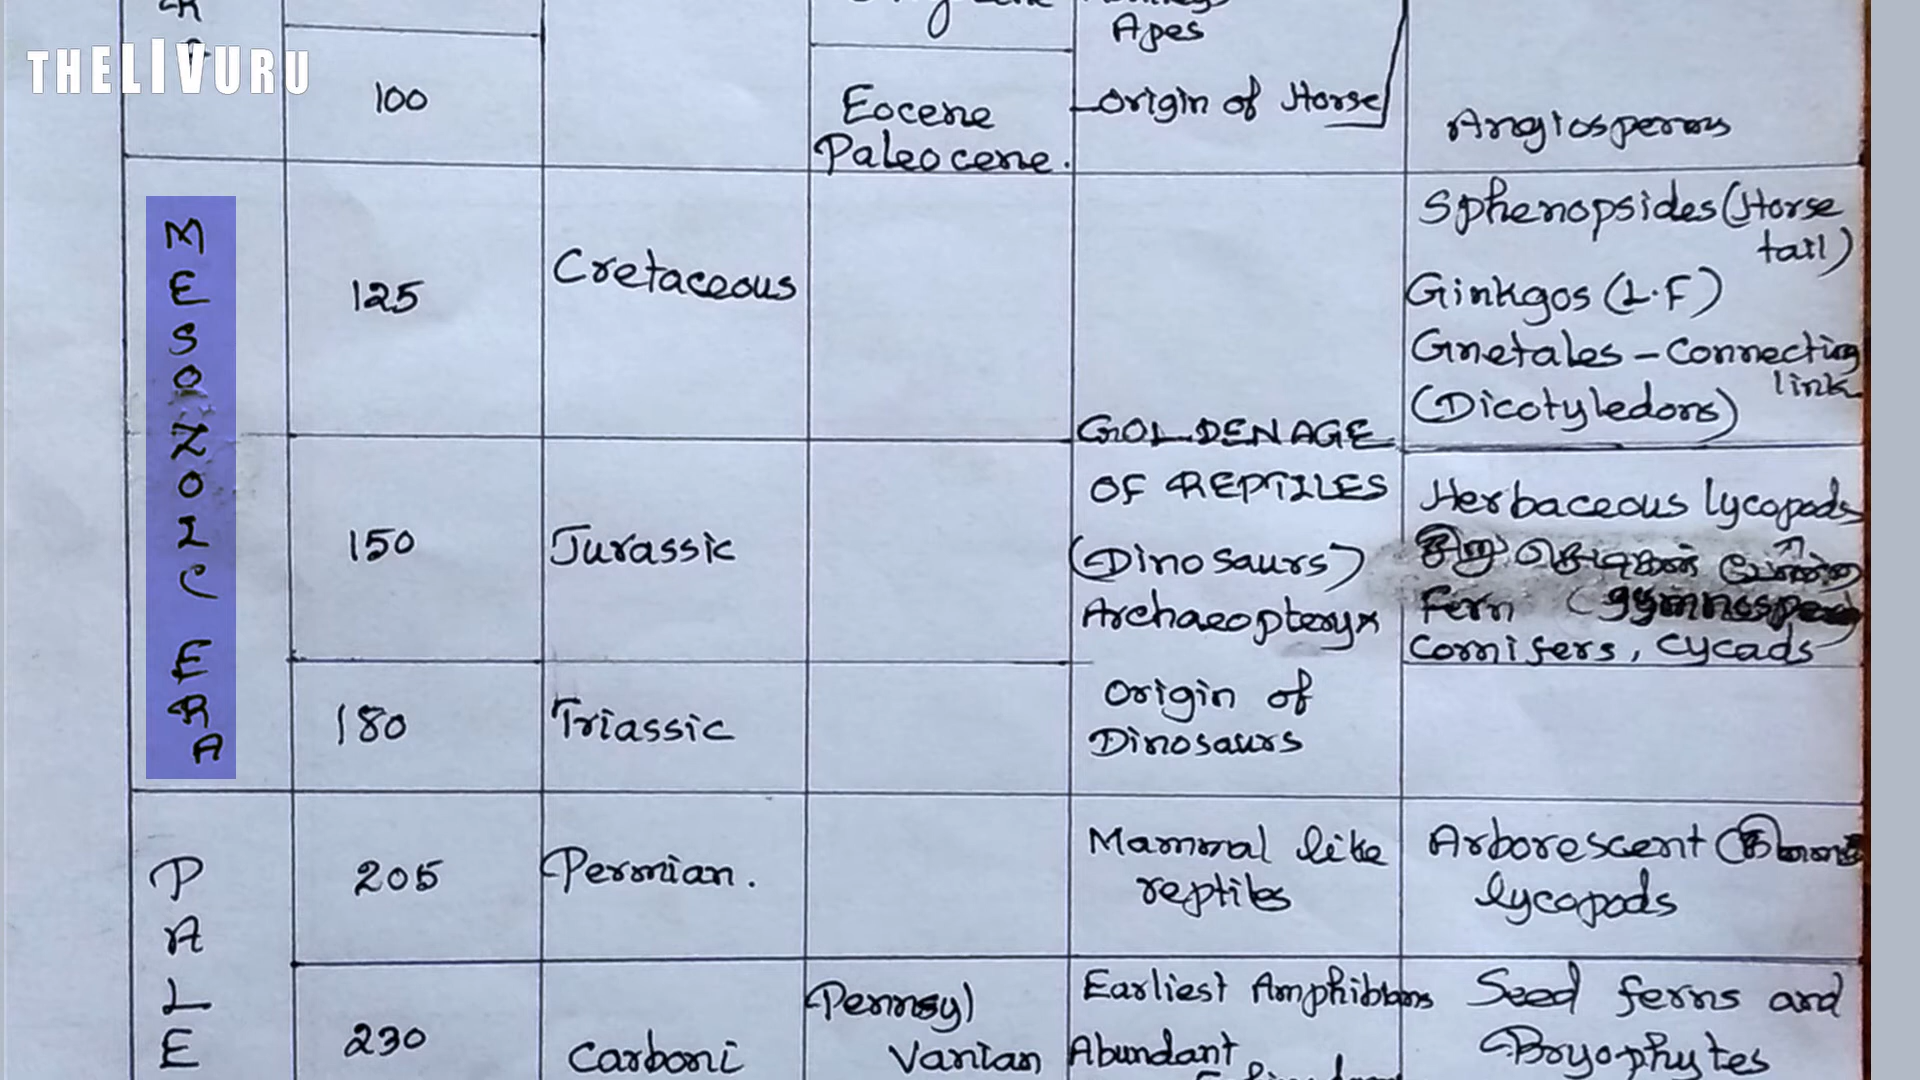 THELIVURU
Apes
100
Eocene
Origin of Horse
Angiosperms
Paleocene.
MESOZOIC ERA
125
Cretaceous
Sphenopsides (Horse
tail)
Ginkgos (L.F)
Gnetales - Connecting
link
(Dicotyledons)
GOLDEN AGE
OF REPTILES
(Dinosaurs)
Archaeopteryx
150
Jurassic
Herbaceous lycopods
Fern
Conifers, Cycads
180
Triassic
Origin of
Dinosaurs
PALE
205
Permian.
Mammal like
reptiles
Arborescent
lycopods
230
Carboni
Pennsyl
Vanian
Earliest Amphibians
Abundant
Seed ferns and
Bryophytes